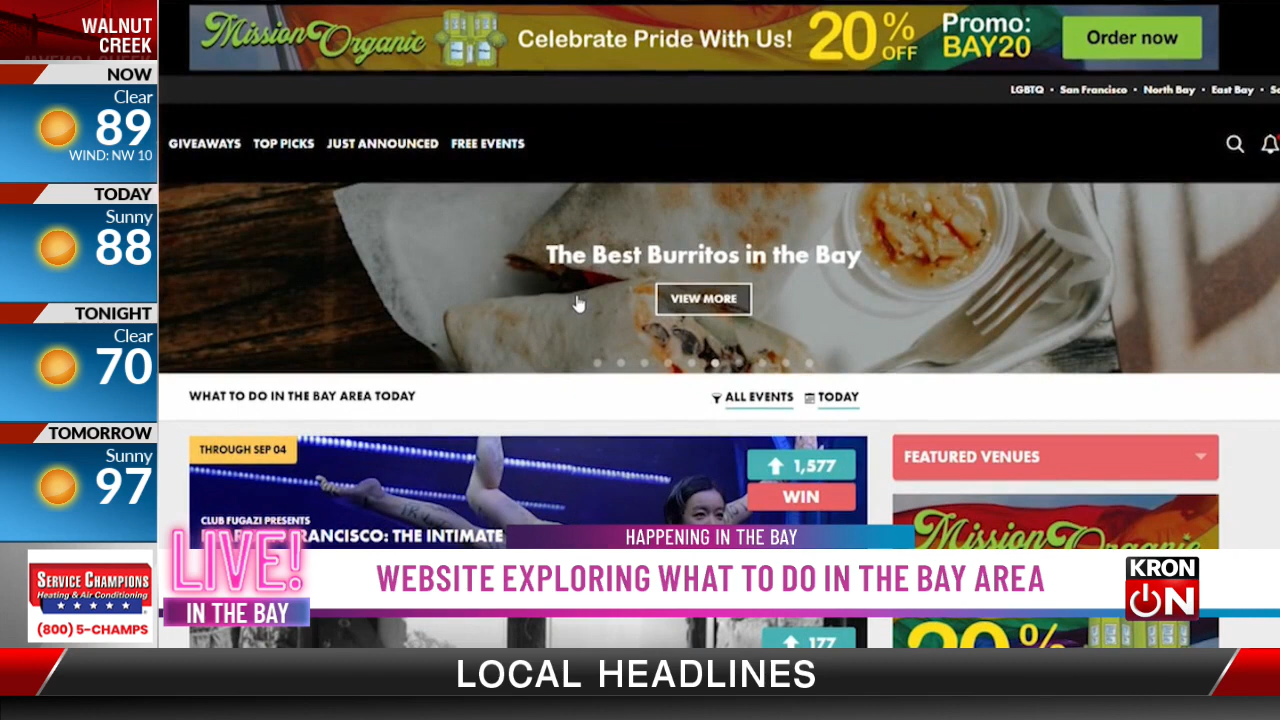 WALNUT
CREEK
NOW
Clear
89
WIND: NW 10
TODAY
Sunny
88
TONIGHT
Clear
70
TOMORROW
Sunny
97
SERVICE CHAMPIONS
Heating & Air Conditioning
(800) 5-CHAMPS
Mission Organic
Celebrate Pride With Us!
20% OFF
Promo:
BAY20
Order now
LGBTQ • San Francisco • North Bay • East Bay •
GIVEAWAYS TOP PICKS JUST ANNOUNCED FREE EVENTS
The Best Burritos in the Bay
VIEW MORE
WHAT TO DO IN THE BAY AREA TODAY
ALL EVENTS TODAY
THROUGH SEP 04
1,577
WIN
FEATURED VENUES
CLUB FUGAZI PRESENTS
: THE INTIMATE
Mission Organic
HAPPENING IN THE BAY
LIVE!
IN THE BAY
WEBSITE EXPLORING WHAT TO DO IN THE BAY AREA
KRON
ON
177
20%
LOCAL HEADLINES